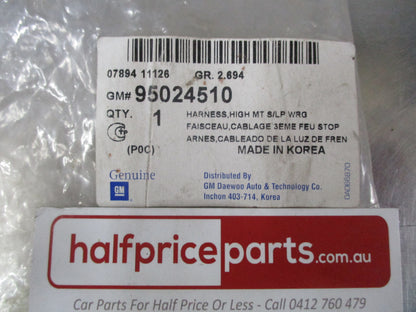 07894 11126 GR. 2.694
GM# 95024510
QTY. 1
HARNESS,HIGH MT S/LP WRG
FAISCEAU,CABLAGE 3EME FEU STOP
ARNES,CABLEADO DE LA LUZ DE FREN
(P0C) MADE IN KOREA
Genuine
GM
Distributed By
GM Daewoo Auto & Technology Co.
Inchon 403-714, Korea
halfpriceparts.com.au
Car Parts For Half Price Or Less - Call 0412 760 479